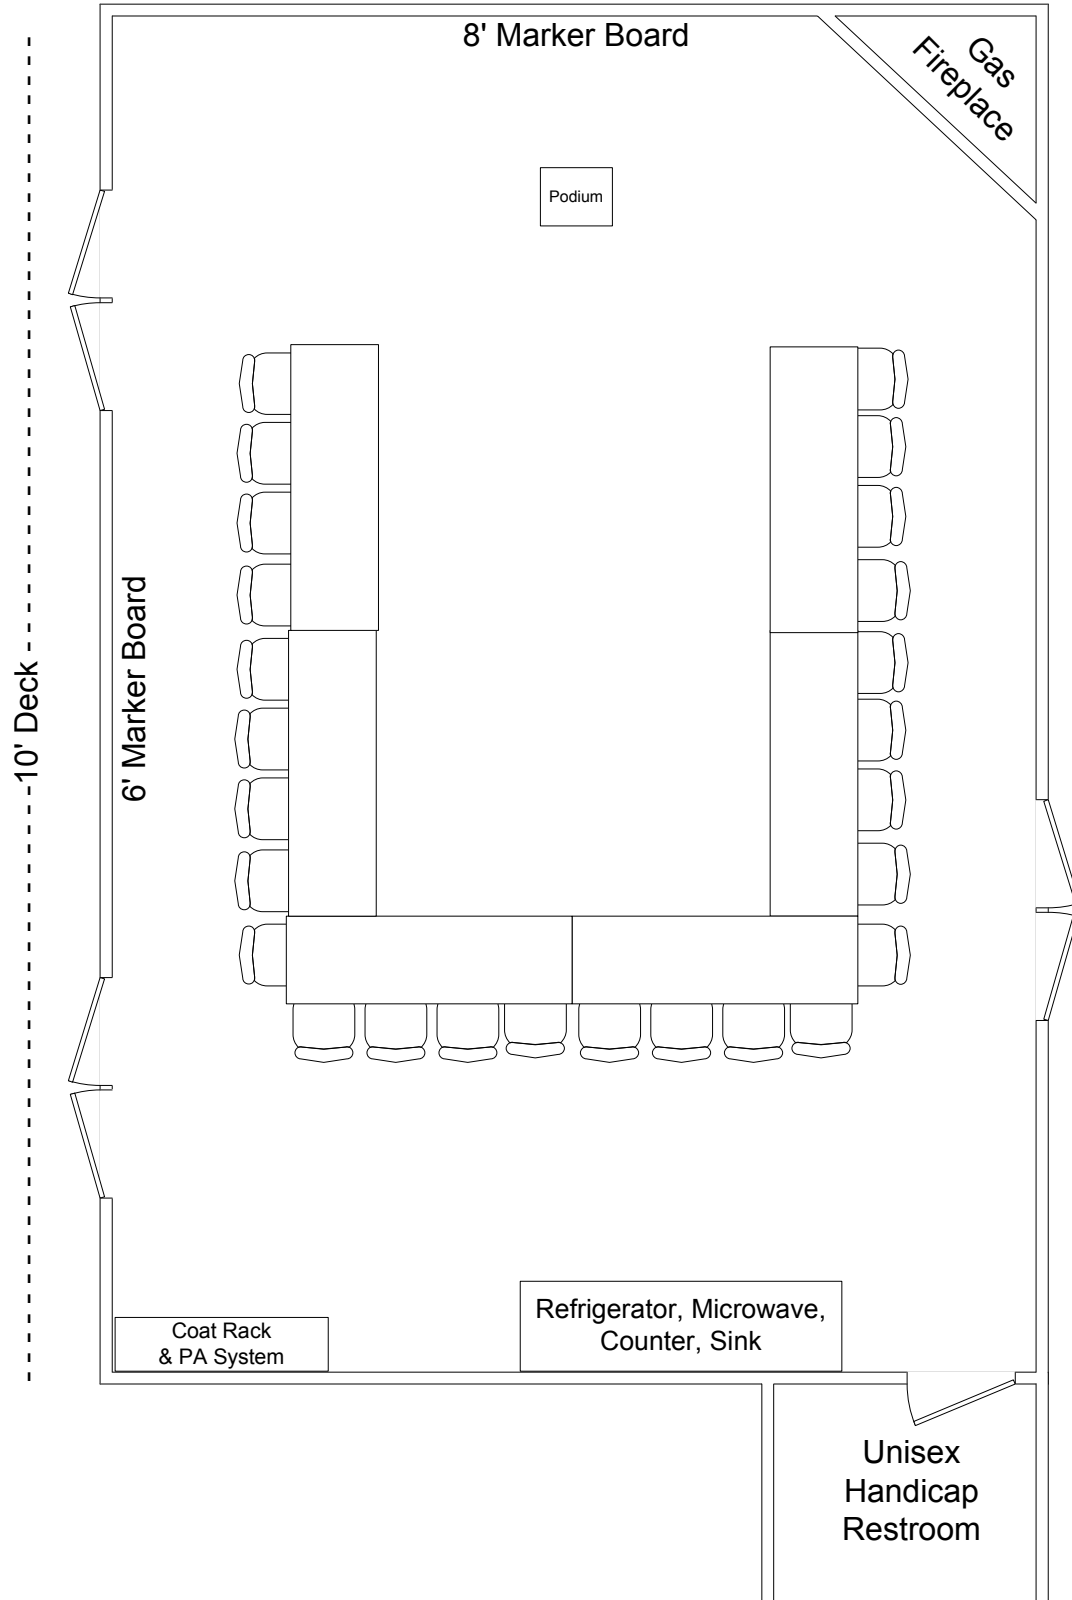 8' Marker Board
Gas
Fireplace
Podium
6' Marker Board
10' Deck
Coat Rack
& PA System
Refrigerator, Microwave,
Counter, Sink
Unisex
Handicap
Restroom